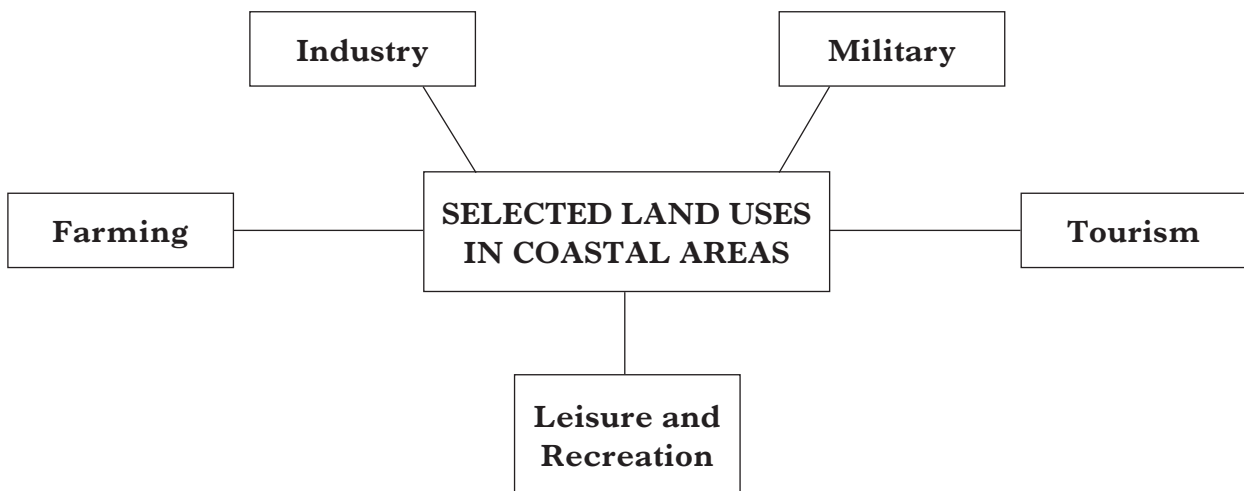 Industry
Military
Farming
SELECTED LAND USES
IN COASTAL AREAS
Tourism
Leisure and
Recreation